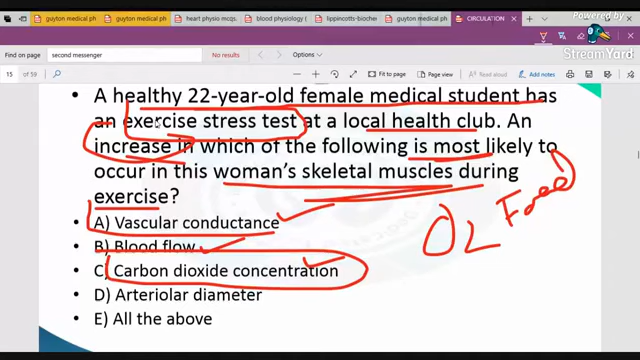 guyton medical ph
guyton medical ph
heart physio mcqs.
blood physiology (
lippincotts-bioche
guyton medical ph
CIRCULATION
Powered by
StreamYard
Find on page
second messenger
No results
Options
15 of 59
Page view
Read aloud
Add notes
• A healthy 22-year-old female medical student has
an exercise stress test at a local health club. An
increase in which of the following is most likely to
occur in this woman's skeletal muscles during
exercise?
• A) Vascular conductance
• B) Blood flow
• C) Carbon dioxide concentration
• D) Arteriolar diameter
• E) All the above
O2
Food